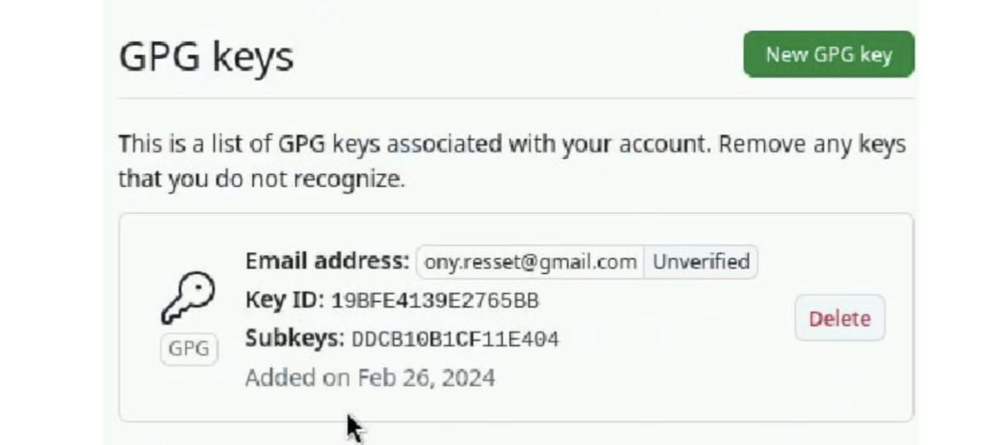 GPG keys
New GPG key
This is a list of GPG keys associated with your account. Remove any keys
that you do not recognize.
Email address: ony.resset@gmail.com Unverified
Key ID: 19BFE4139E2765BB
Subkeys: DDCB10B1CF11E404
Delete
GPG
Added on Feb 26, 2024